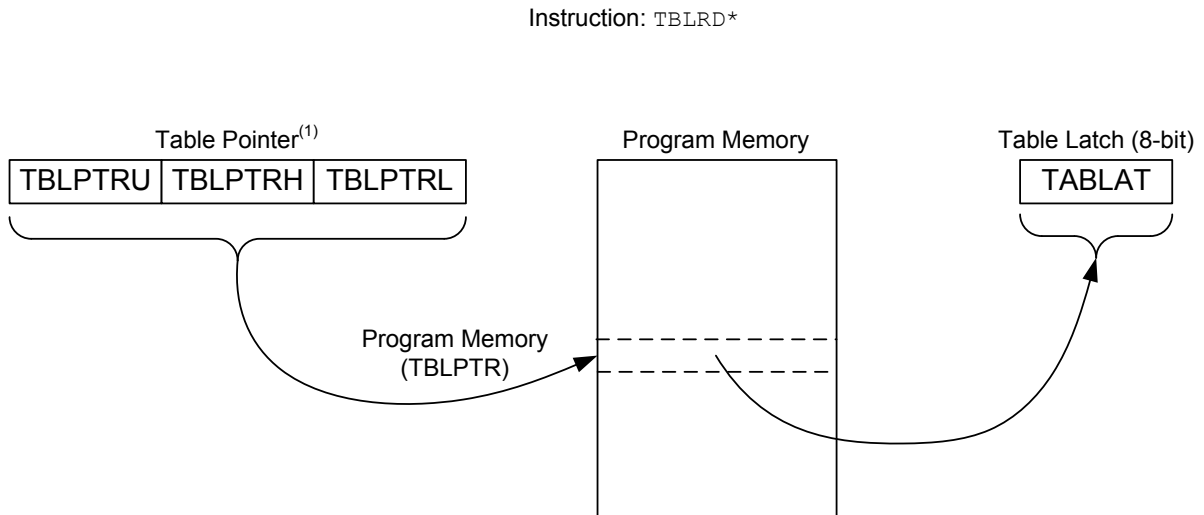 Instruction: TBLRD*
Table Pointer(1)
TBLPTRU TBLPTRH TBLPTRL
Program Memory
Table Latch (8-bit)
TABLAT
Program Memory
(TBLPTR)